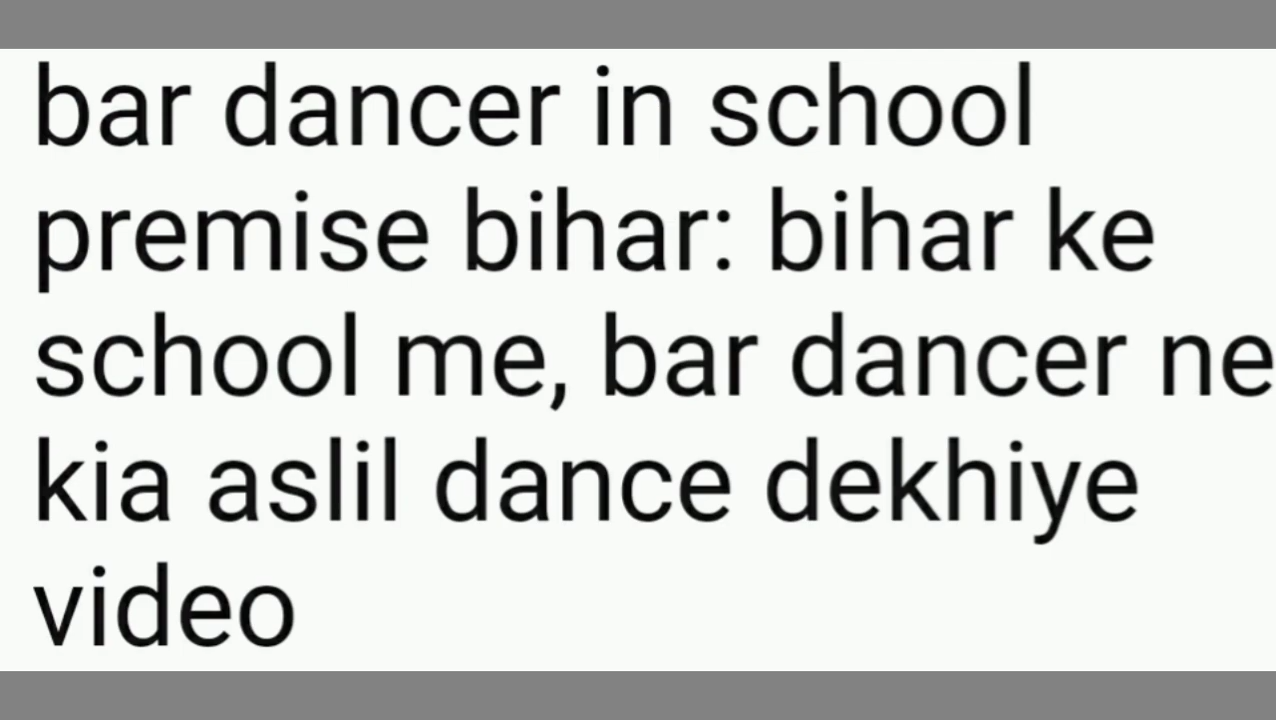 bar dancer in school
premise bihar: bihar ke
school me, bar dancer ne
kia aslil dance dekhiye
video